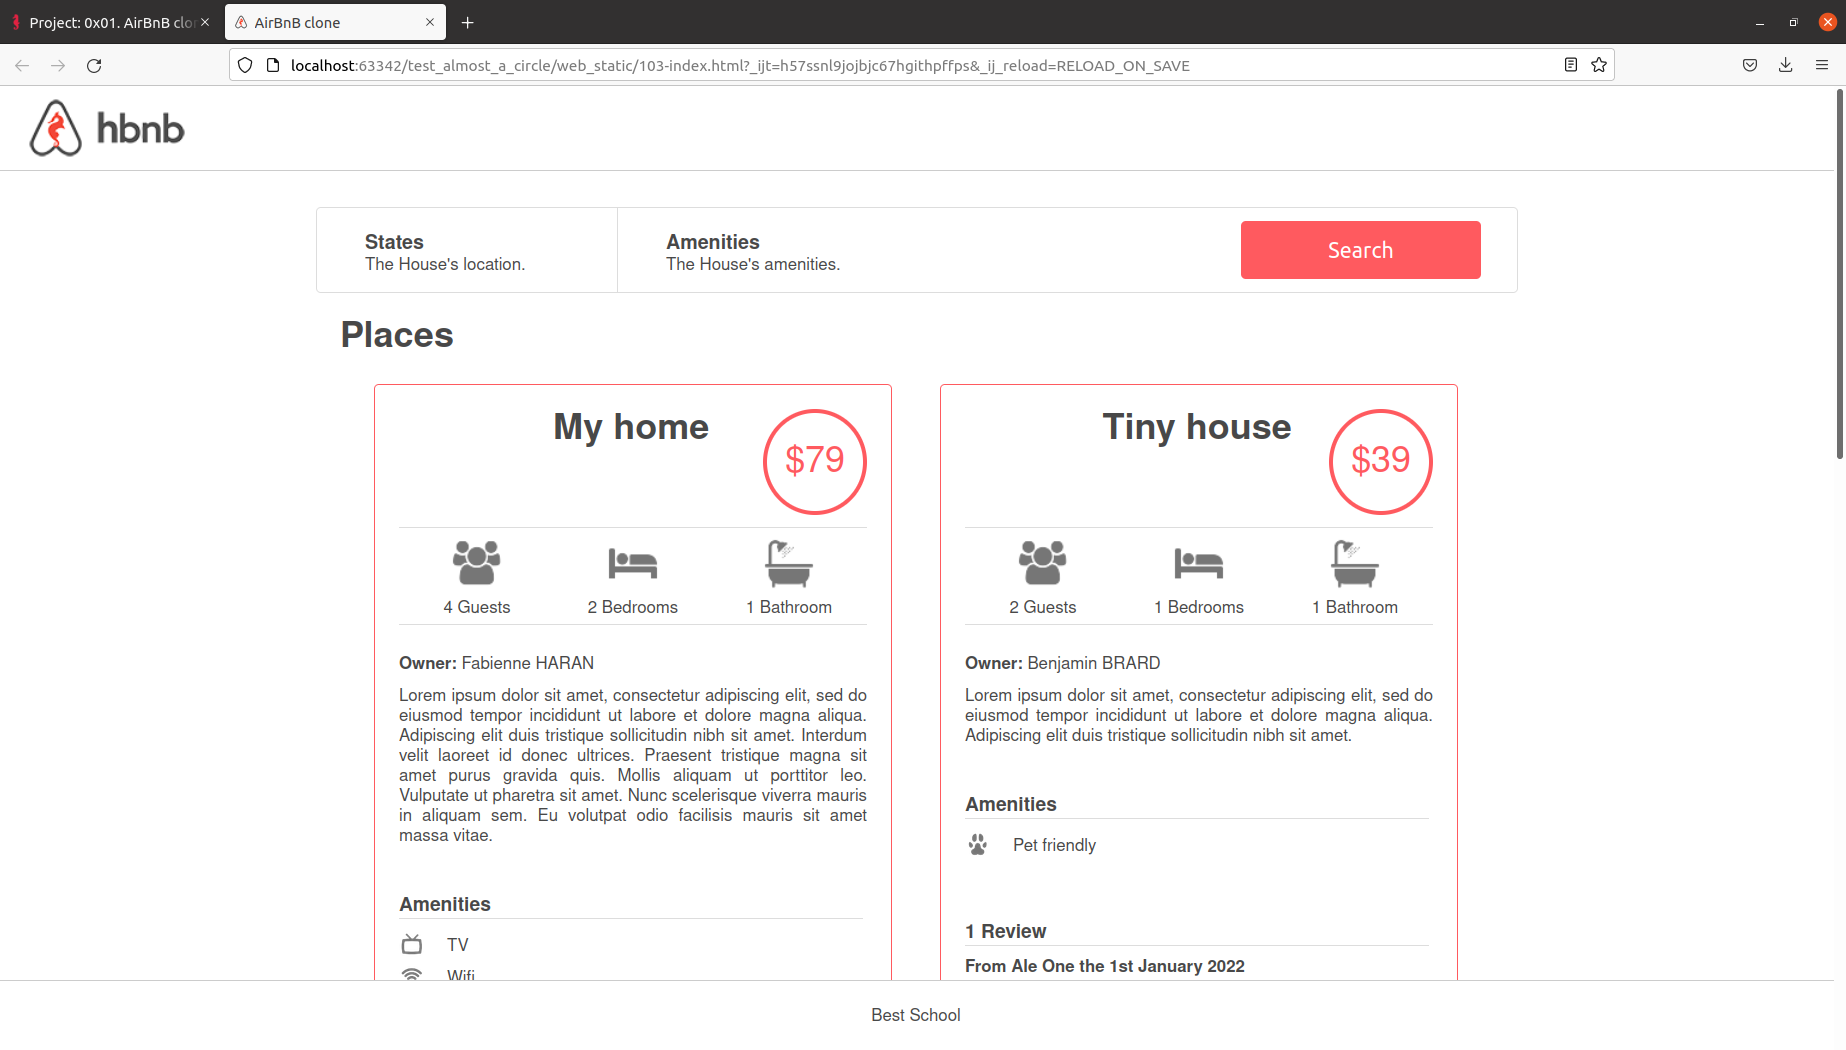 Project: 0x01. AirBnB clo
AirBnB clone
localhost:63342/test_almost_a_circle/web_static/103-index.html?_ijt=h57ssnl9jojbjc67hgithpffps&_ij_reload=RELOAD_ON_SAVE
hbnb
States
The House's location.
Amenities
The House's amenities.
Search
Places
My home
$79
4 Guests
2 Bedrooms
1 Bathroom
Owner: Fabienne HARAN
Lorem ipsum dolor sit amet, consectetur adipiscing elit, sed do
eiusmod tempor incididunt ut labore et dolore magna aliqua.
Adipiscing elit duis tristique sollicitudin nibh sit amet. Interdum
velit laoreet id donec ultrices. Praesent tristique magna sit
amet purus gravida quis. Mollis aliquam ut porttitor leo.
Vulputate ut pharetra sit amet. Nunc scelerisque viverra mauris
in aliquam sem. Eu volutpat odio facilisis mauris sit amet
massa vitae.
Amenities
TV
Wifi
Tiny house
$39
2 Guests
1 Bedrooms
1 Bathroom
Owner: Benjamin BRARD
Lorem ipsum dolor sit amet, consectetur adipiscing elit, sed do
eiusmod tempor incididunt ut labore et dolore magna aliqua.
Adipiscing elit duis tristique sollicitudin nibh sit amet.
Amenities
Pet friendly
1 Review
From Ale One the 1st January 2022
Best School